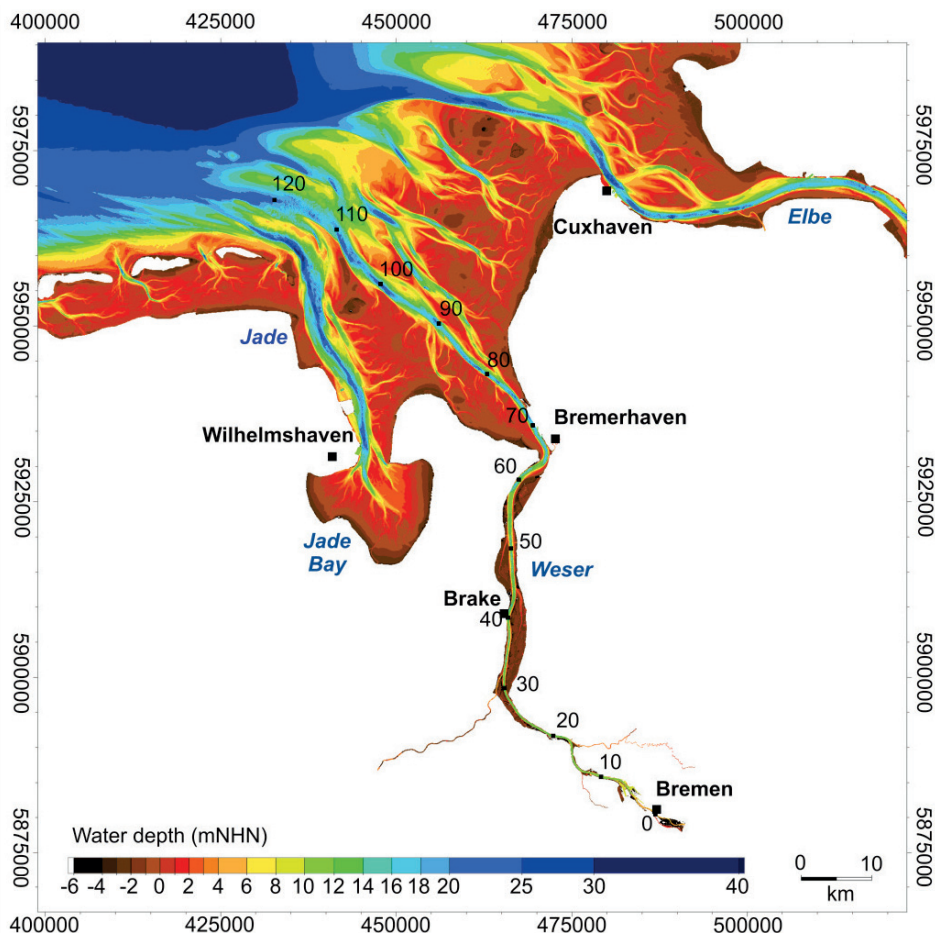 400000 425000 450000 475000 500000
5975000
5975000
120
110
Cuxhaven
Elbe
100
5950000
90
5950000
Jade
80
70
Bremerhaven
Wilhelmshaven
60
5925000
5925000
Jade
Bay
50
Weser
Brake
40
5900000
30
5900000
20
10
Bremen
0
5875000
5875000
Water depth (mNHN)
-6 -4 -2 0 2 4 6 8 10 12 14 16 18 20 25 30 40
0 10
km
400000 425000 450000 475000 500000